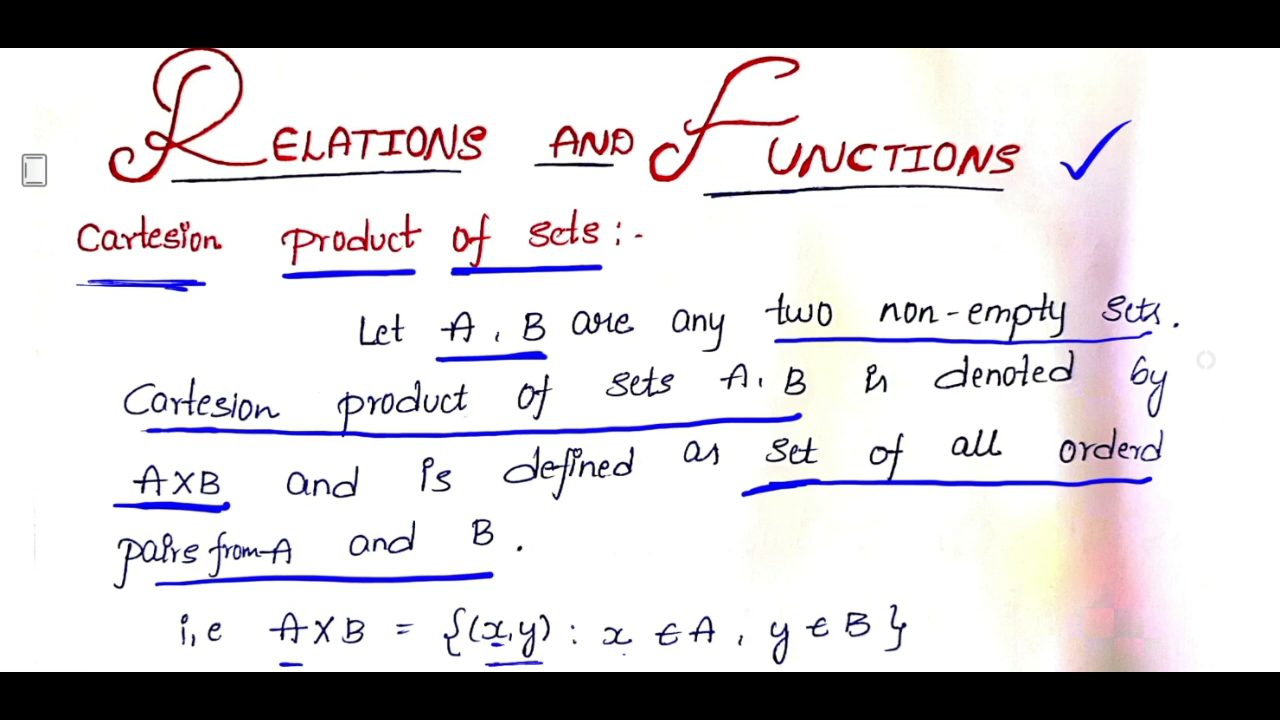 RELATIONS AND FUNCTIONS ✓
Cartesion product of sets :-
Let A, B are any two non-empty sets.
Cartesion product of sets A, B is denoted by
AXB and is defined as set of all orderd
pairs from A and B.
i,e AXB = {(x,y) : x ∈ A, y ∈ B}